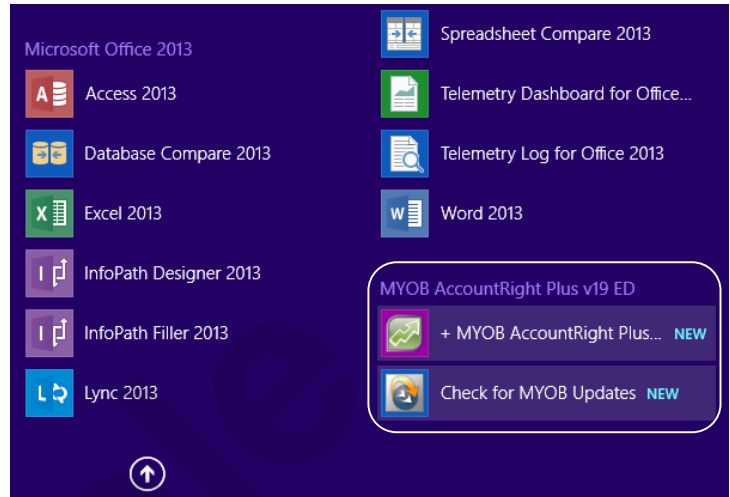 Microsoft Office 2013
Access 2013
Database Compare 2013
Excel 2013
InfoPath Designer 2013
InfoPath Filler 2013
Lync 2013
Spreadsheet Compare 2013
Telemetry Dashboard for Office...
Telemetry Log for Office 2013
Word 2013
MYOB AccountRight Plus v19 ED
+ MYOB AccountRight Plus... NEW
Check for MYOB Updates NEW